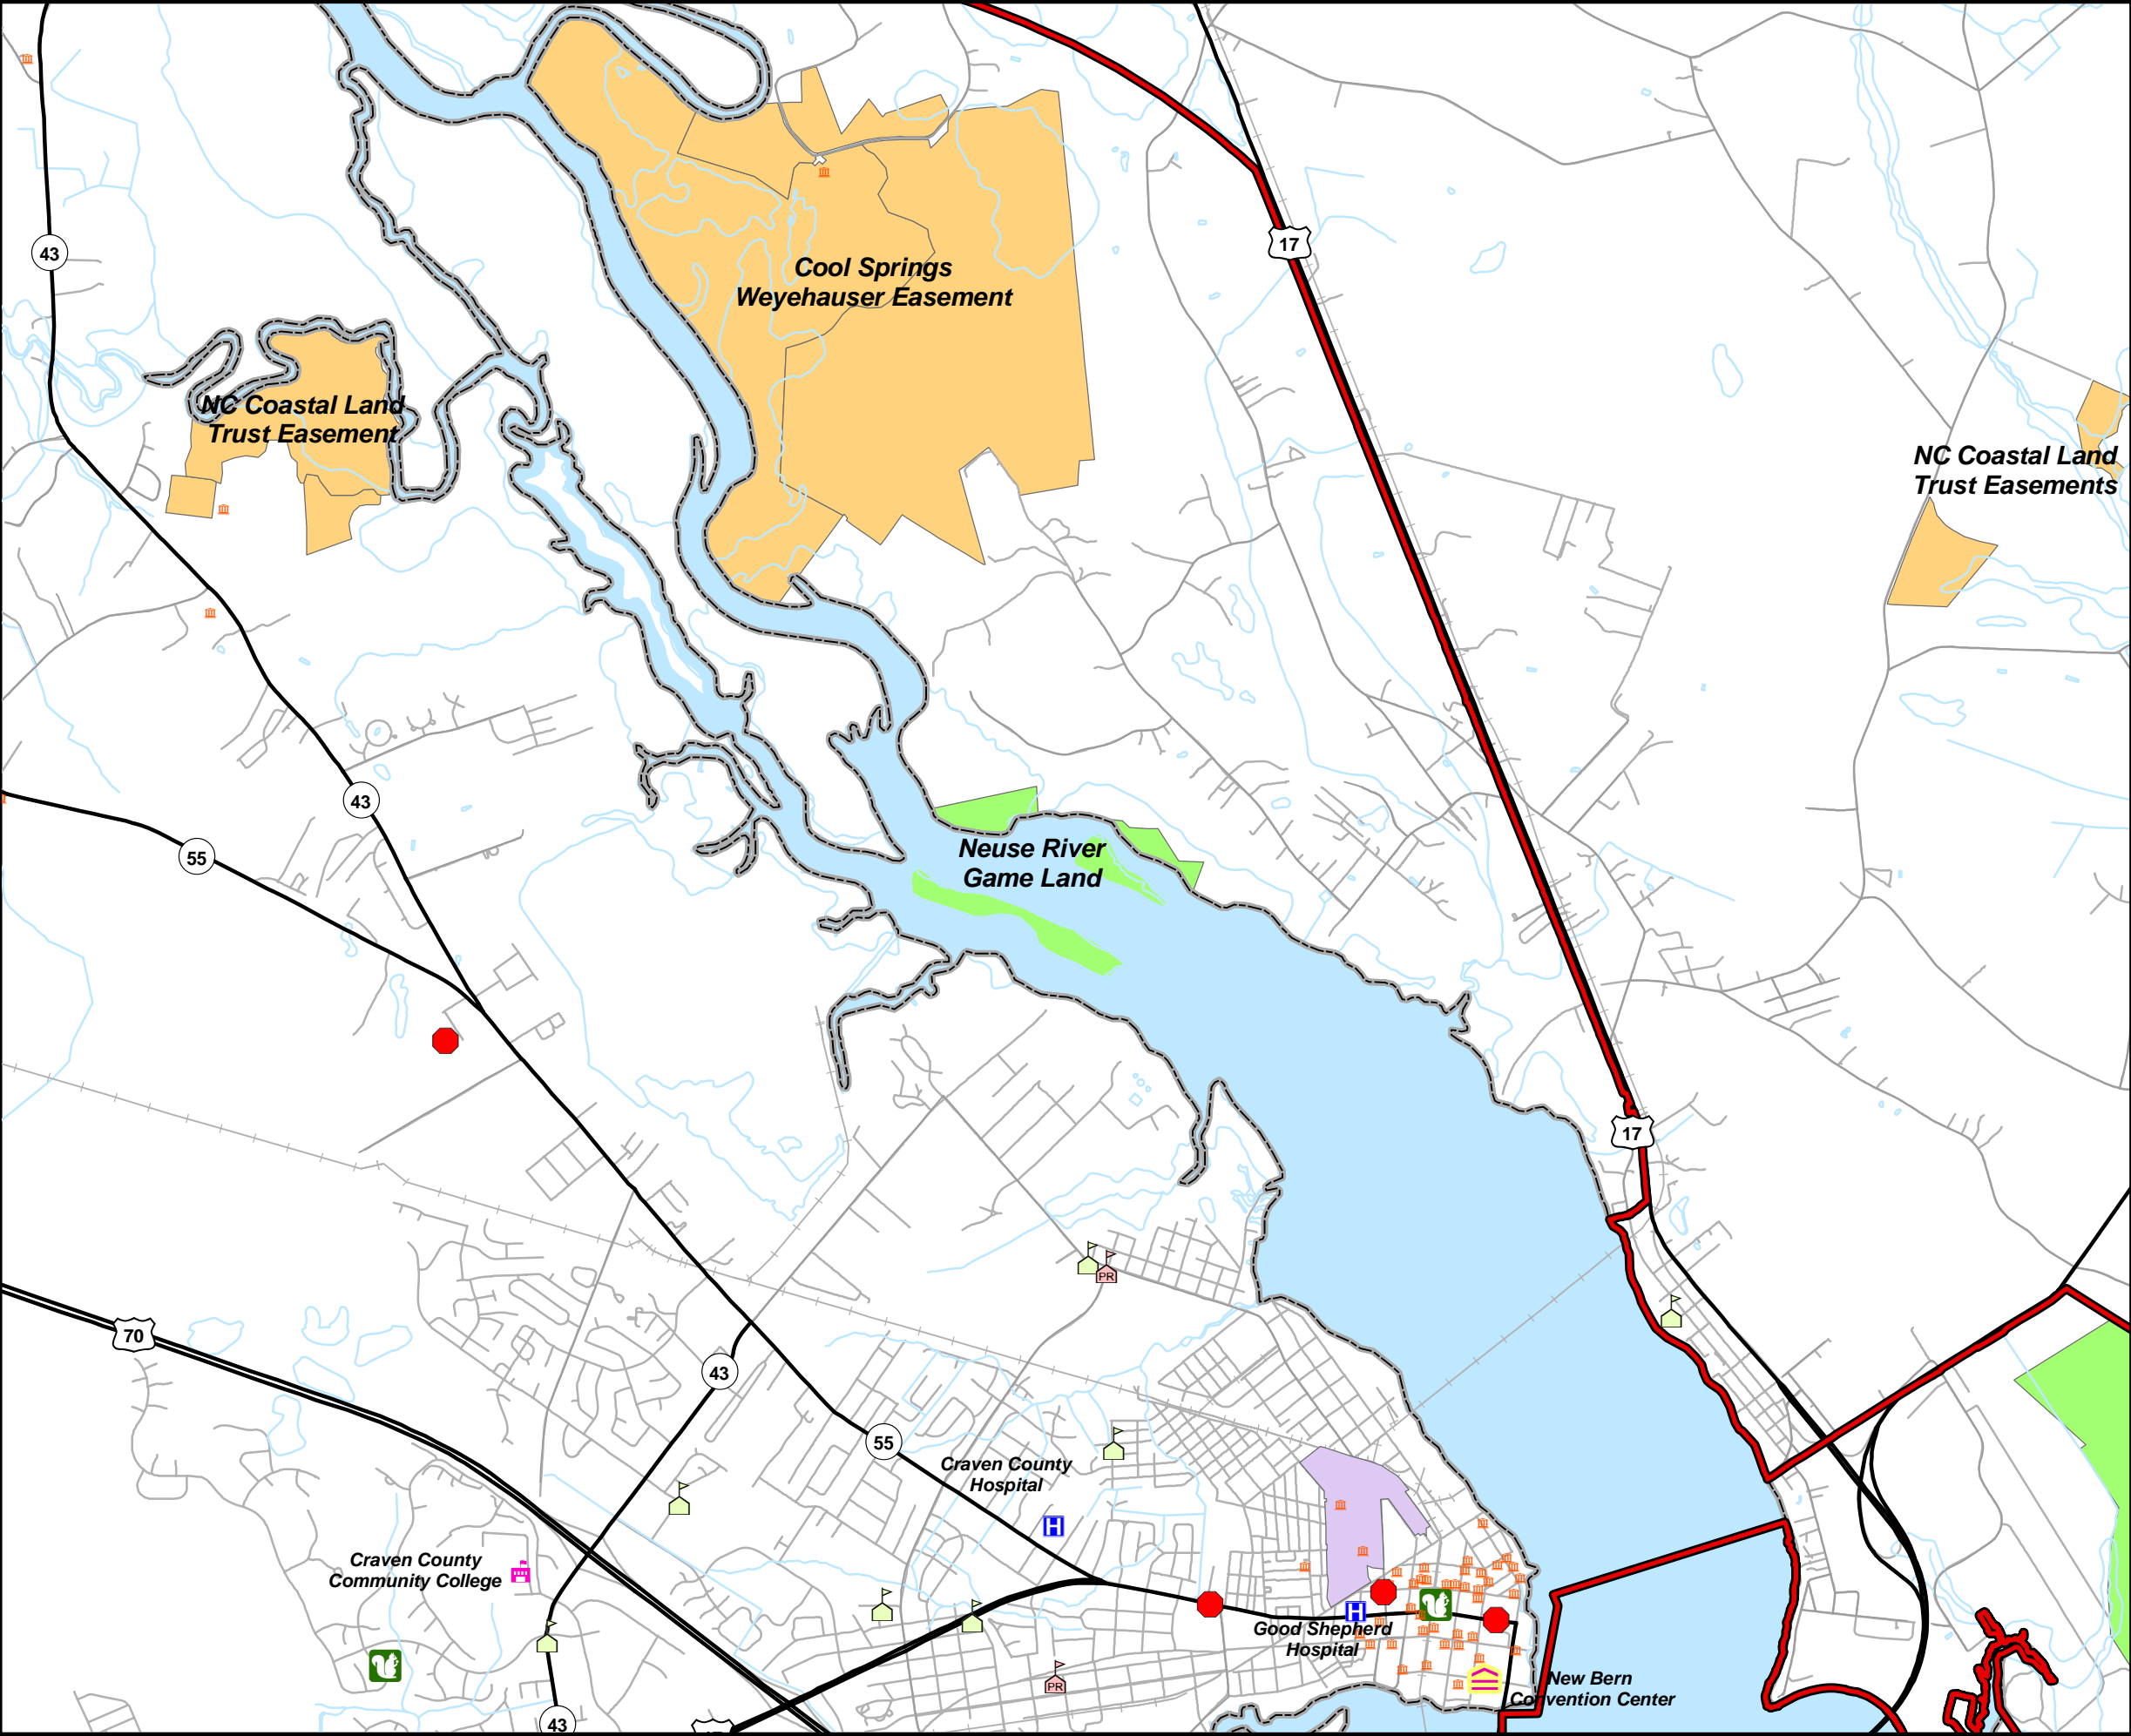 17
43
Cool Springs
Weyehauser Easement
NC Coastal Land
Trust Easement
NC Coastal Land
Trust Easements
43
55
Neuse River
Game Land
17
PR
70
43
55
Craven County
Hospital
Craven County
Community College
Good Shepherd
Hospital
PR
New Bern
Convention Center
43